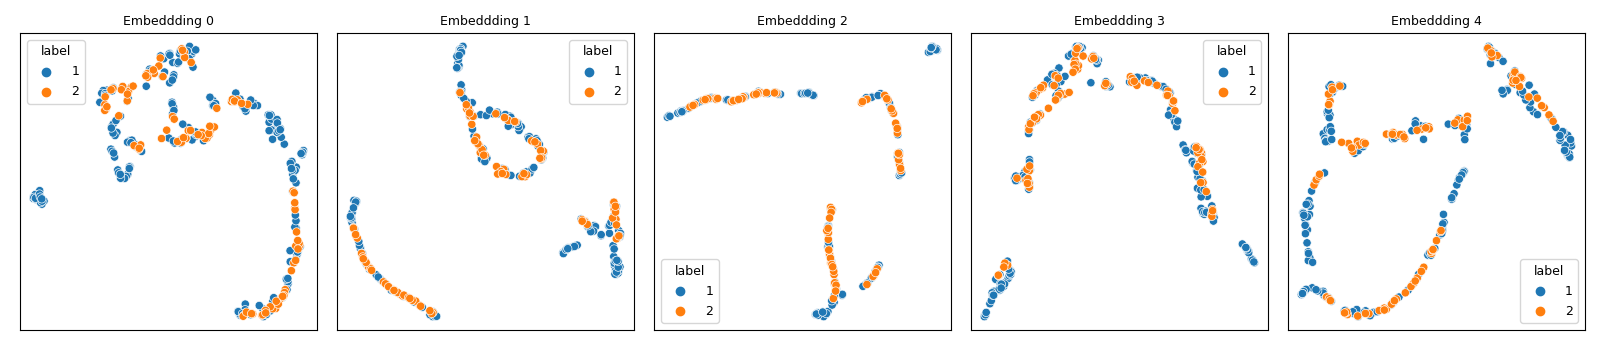 Embeddding 0
Embeddding 1
Embeddding 2
Embeddding 3
Embeddding 4
label
1
2
label
1
2
label
1
2
label
1
2
label
1
2